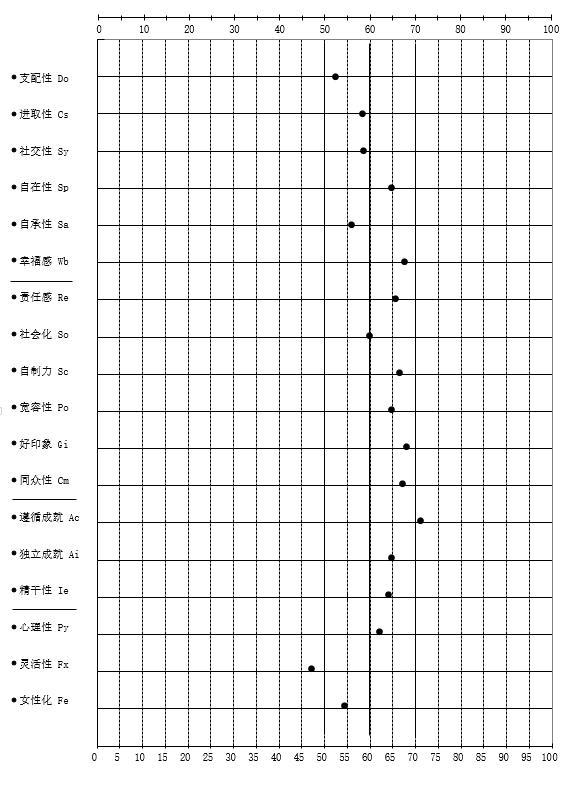 0 10 20 30 40 50 60 70 80 90 100
支配性 Do
进取性 Cs
社交性 Sy
自在性 Sp
自承性 Sa
幸福感 Wb
责任感 Re
社会化 So
自制力 Sc
宽容性 Po
好印象 Gi
同众性 Cm
遵循成就 Ac
独立成就 Ai
精干性 Ie
心理性 Py
灵活性 Fx
女性化 Fe
0 5 10 15 20 25 30 35 40 45 50 55 60 65 70 75 80 85 90 95 100